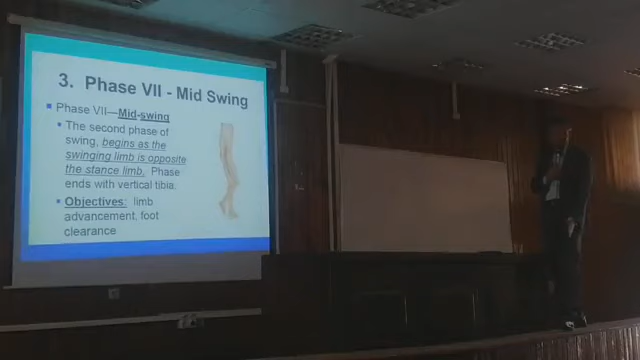 3. Phase VII - Mid Swing
Phase VII—Mid-swing
The second phase of
swing, begins as the
swinging limb is opposite
the stance limb. Phase
ends with vertical tibia.
Objectives: limb
advancement, foot
clearance